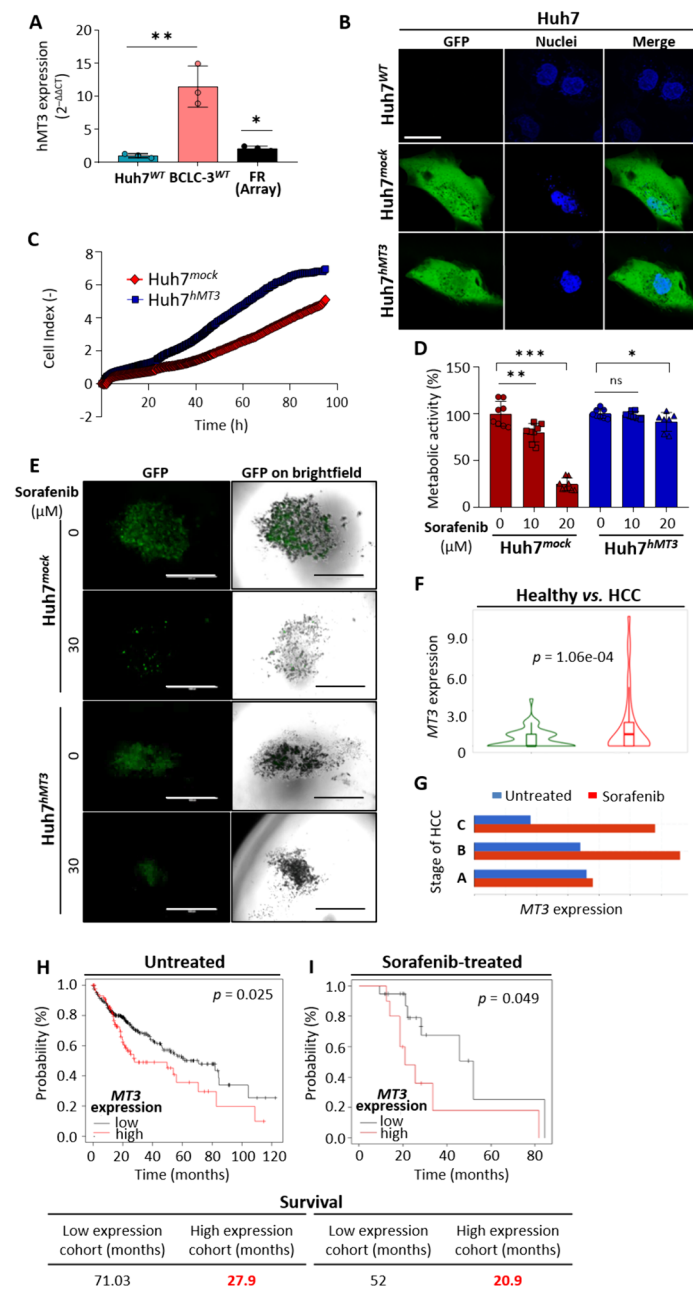 A
hMT3 expression
(2^−ΔΔCT)
20
15
10
5
0
**
*
Huh7^WT
BCLC-3^WT
FR
(Array)
B
Huh7
GFP
Nuclei
Merge
Huh7^WT
Huh7^mock
Huh7^hMT3
C
Cell Index (-)
8
6
4
2
0
-2
Huh7^mock
Huh7^hMT3
20
40
60
80
100
Time (h)
D
Metabolic activity (%)
150
100
50
0
***
**
*
ns
Sorafenib
(μM)
0
10
20
0
10
20
Huh7^mock
Huh7^hMT3
E
GFP
GFP on brightfield
Sorafenib
(μM)
Huh7^mock
0
30
Huh7^hMT3
0
30
F
Healthy vs. HCC
MT3 expression
9.0
6.0
3.0
0
p = 1.06e-04
G
Untreated
Sorafenib
Stage of HCC
C
B
A
MT3 expression
H
Untreated
Probability (%)
1.0
0.8
0.6
0.4
0.2
0.0
p = 0.025
MT3
expression
low
high
0
20
40
60
80
100
120
Time (months)
I
Sorafenib-treated
Probability (%)
1.0
0.8
0.6
0.4
0.2
0.0
p = 0.049
MT3
expression
low
high
0
20
40
60
80
Time (months)
Survival
Low expression cohort (months)
High expression cohort (months)
Low expression cohort (months)
High expression cohort (months)
71.03
27.9
52
20.9